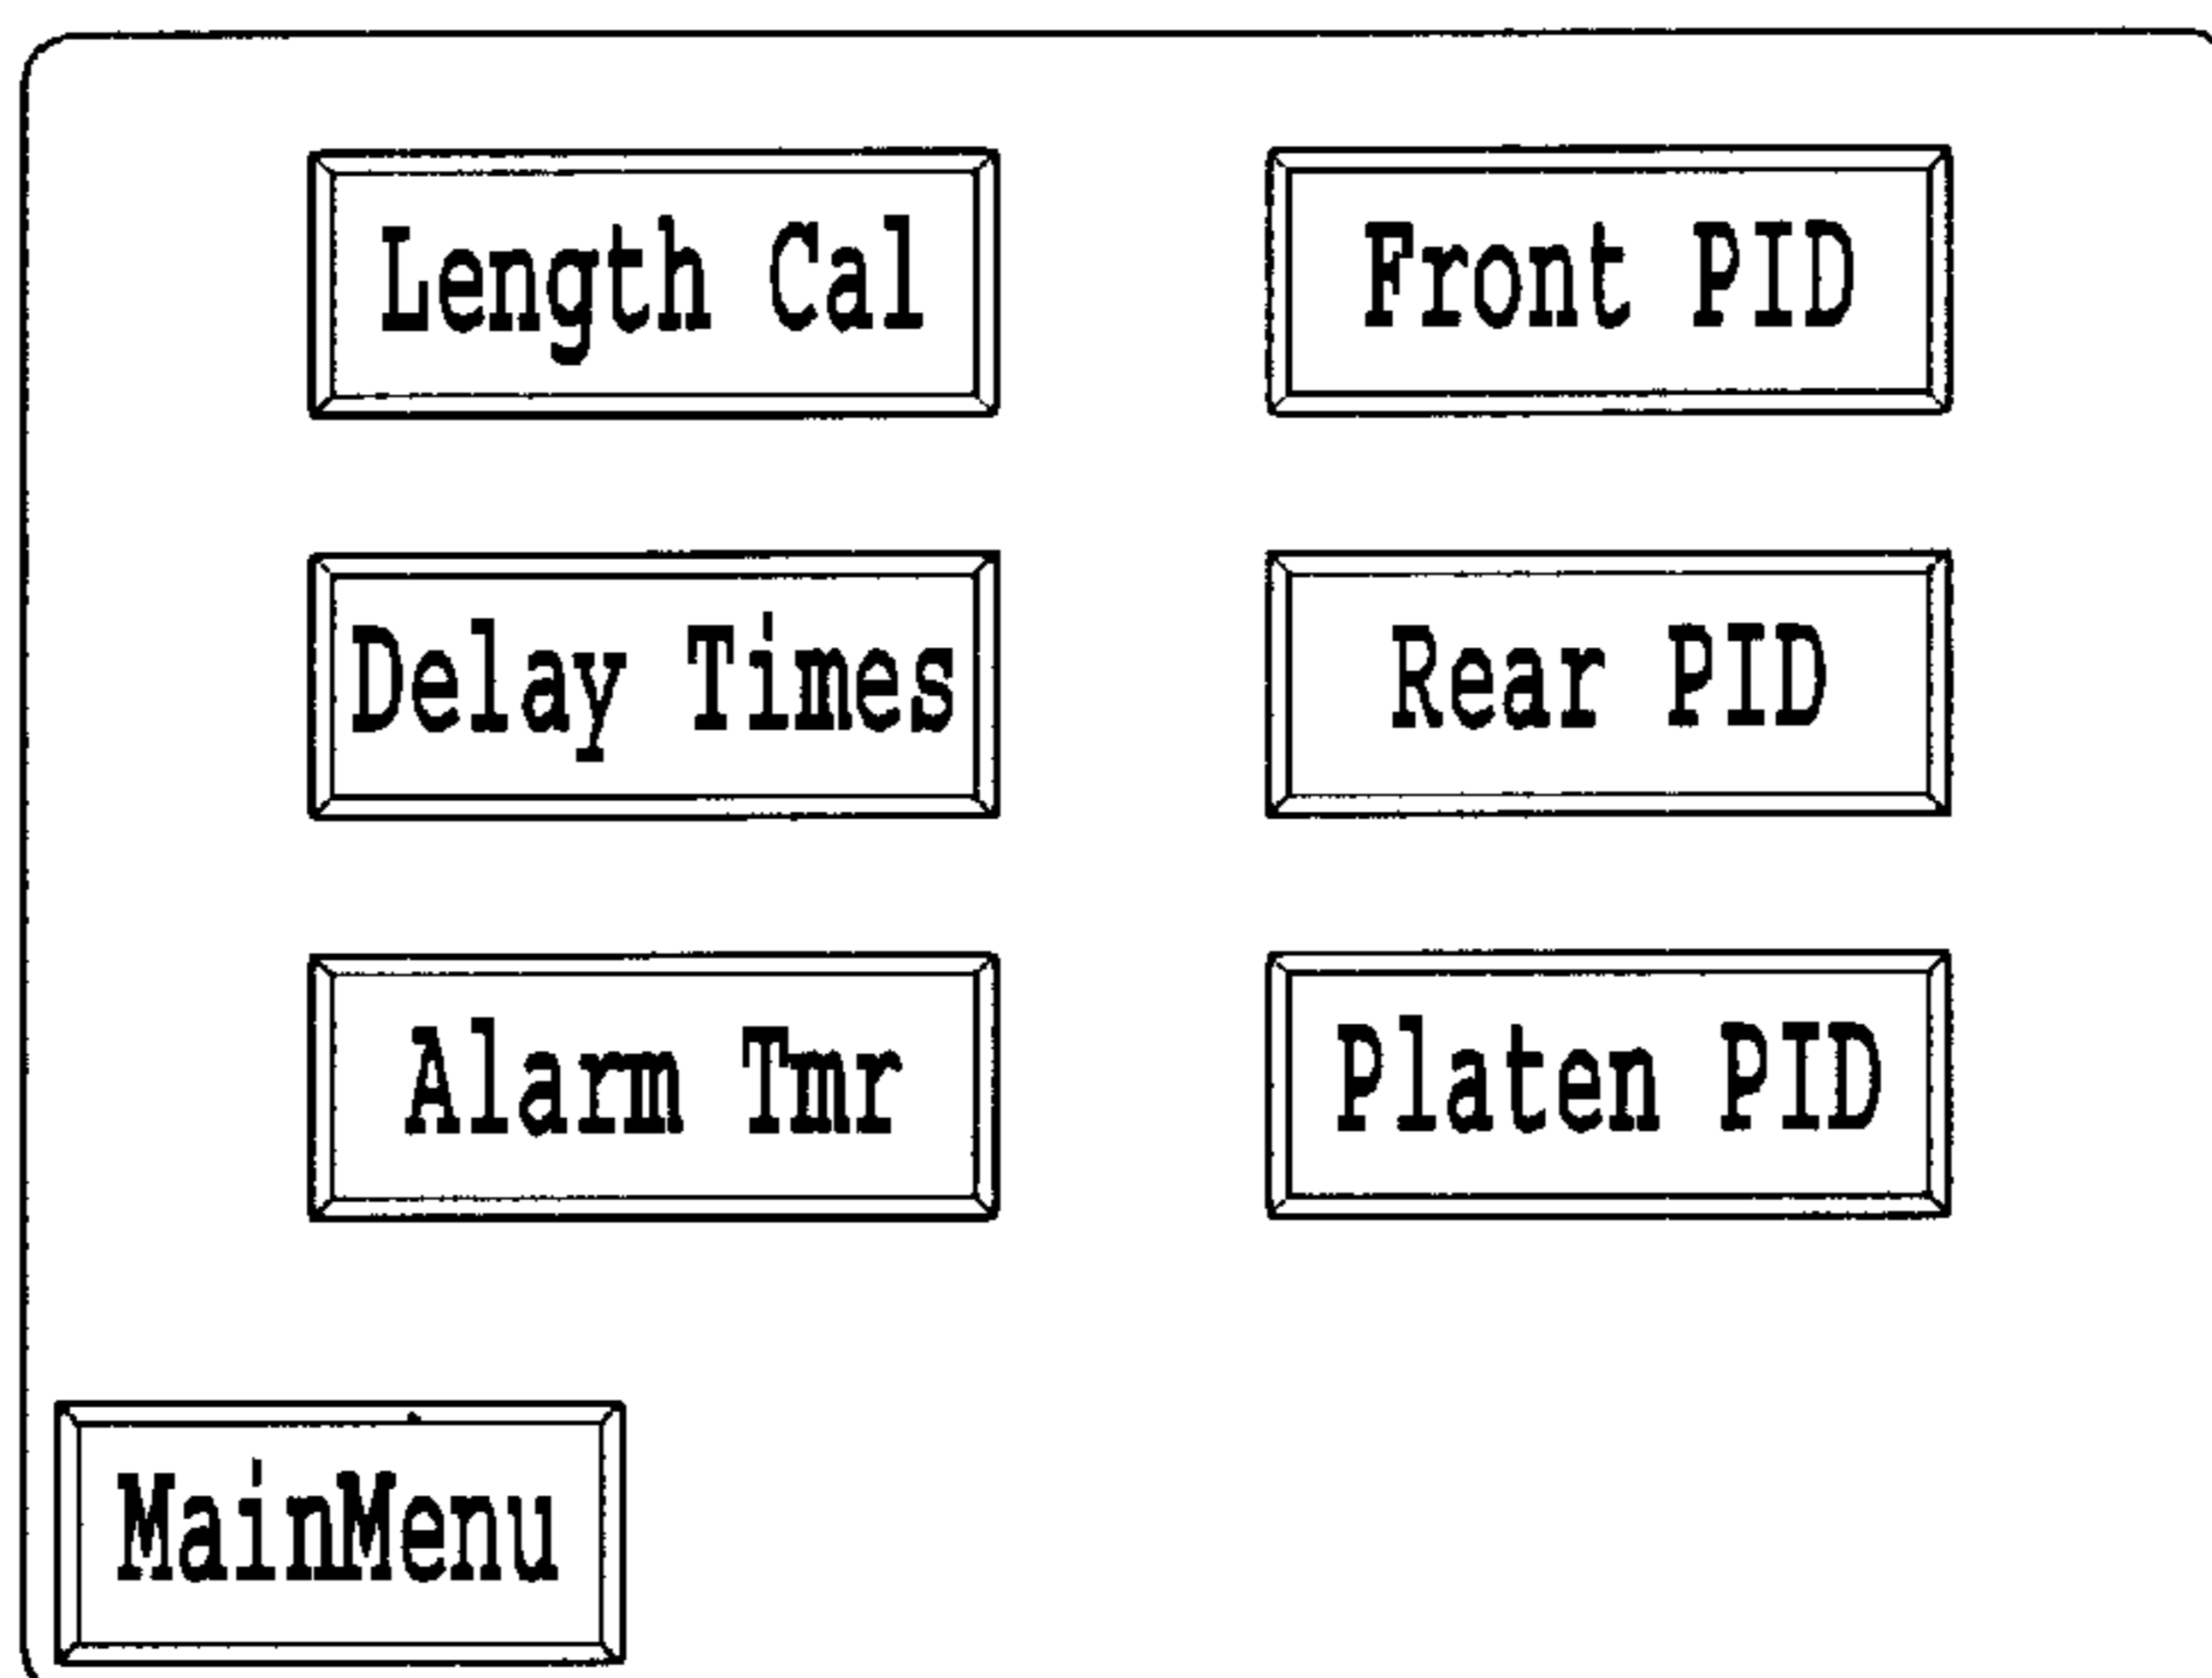 Length Cal
Front PID
Delay Times
Rear PID
Alarm Tmr
Platen PID
MainMenu